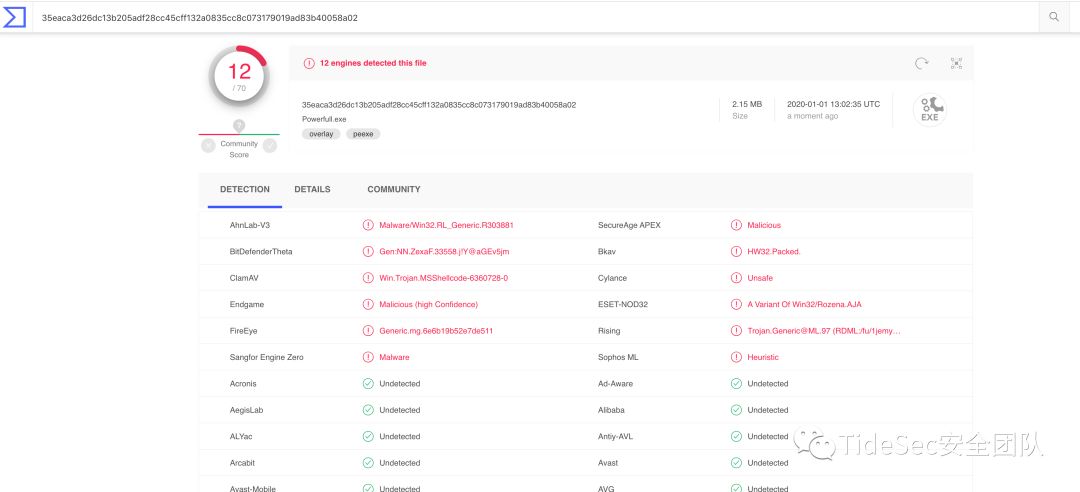 35eaca3d26dc13b205adf28cc45cff132a0835cc8c073179019ad83b40058a02
12
/ 70
?
Community
Score
12 engines detected this file
35eaca3d26dc13b205adf28cc45cff132a0835cc8c073179019ad83b40058a02
Powerfull.exe
overlay peexe
2.15 MB
Size
2020-01-01 13:02:35 UTC
a moment ago
EXE
DETECTION DETAILS COMMUNITY
AhnLab-V3 Malware/Win32.RL_Generic.R303881 SecureAge APEX Malicious
BitDefenderTheta Gen:NN.ZexaF.33558.j!Y@aGEv5jm Bkav HW32.Packed.
ClamAV Win.Trojan.MSShellcode-6360728-0 Cylance Unsafe
Endgame Malicious (high Confidence) ESET-NOD32 A Variant Of Win32/Rozena.AJA
FireEye Generic.mg.6e6b19b52e7de511 Rising Trojan.Generic@ML.97 (RDML:/fu/1jemy…
Sangfor Engine Zero Malware Sophos ML Heuristic
Acronis Undetected Ad-Aware Undetected
AegisLab Undetected Alibaba Undetected
ALYac Undetected Antiy-AVL Undetected
Arcabit Undetected Avast Undetected
Avast-Mobile Undetected AVG Undetected
TideSec安全团队